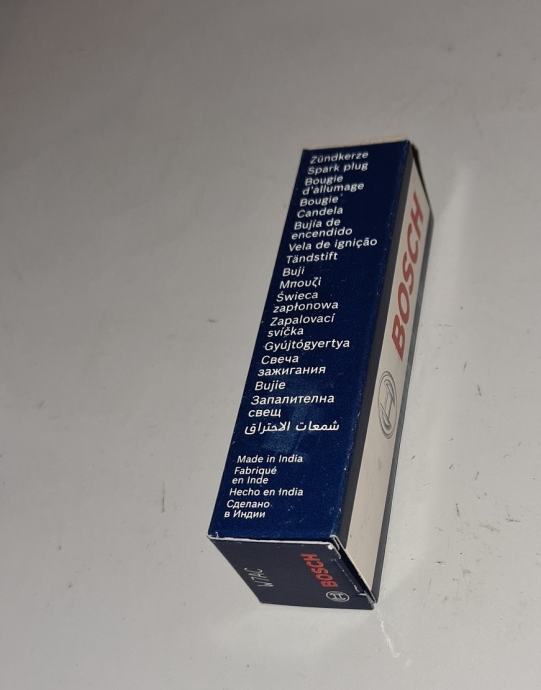 Zündkerze
Spark plug
Bougie
d'allumage
Bougie
Candela
Bujía de
encendido
Vela de ignição
Tändstift
Buji
Μπουζί
Świeca
zapłonowa
Zapalovací
svíčka
Gyújtógyertya
Свеча
зажигания
Bujie
Запалителна
свещ
شمعات الاحتراق
Made in India
Fabriqué
en Inde
Hecho en India
Сделано
в Индии
BOSCH
W7AC
BOSCH